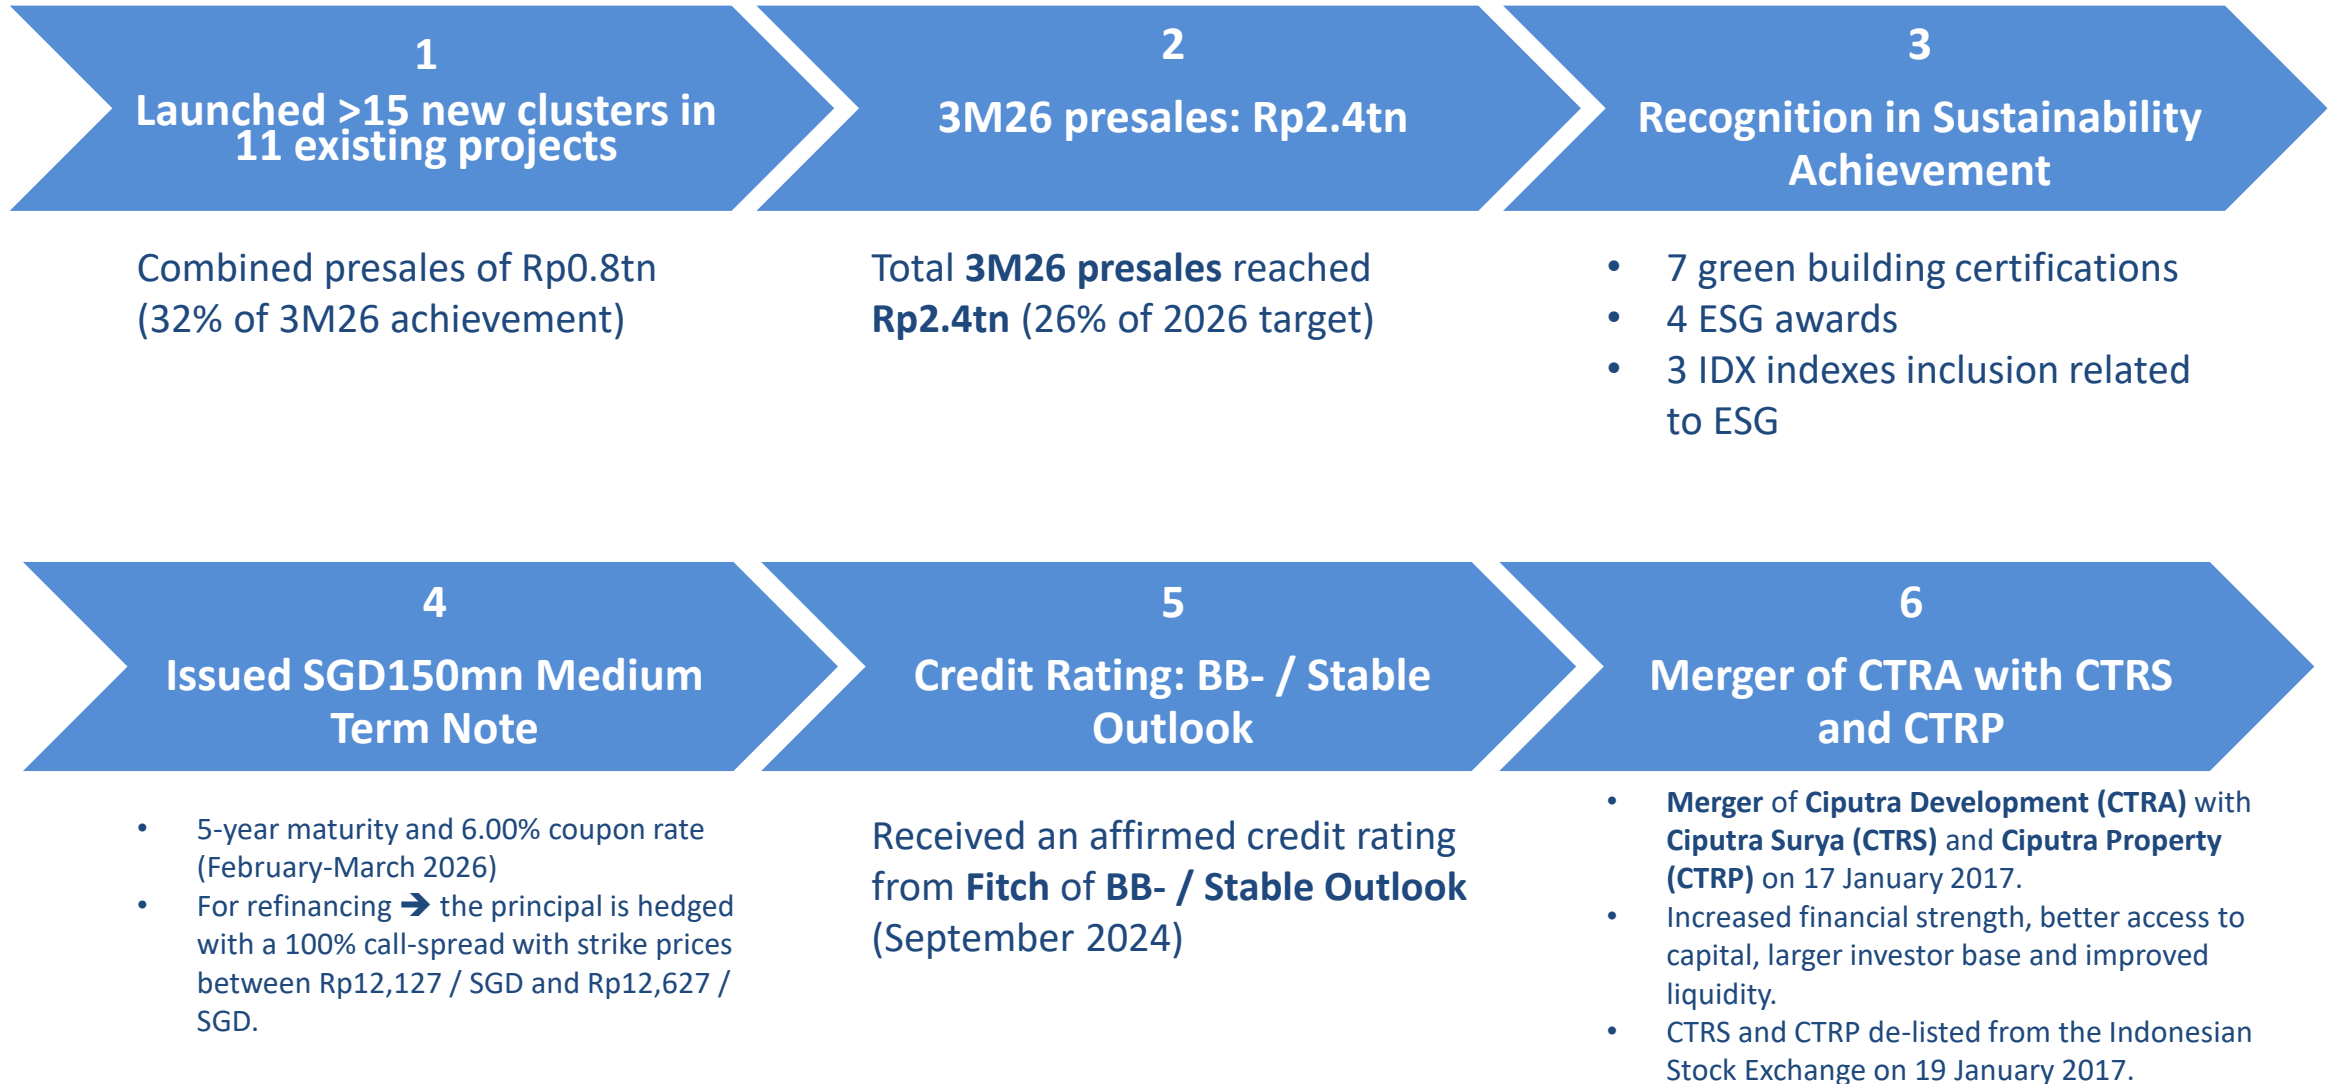 1
Launched >15 new clusters in
11 existing projects
Combined presales of Rp0.8tn
(32% of 3M26 achievement)
2
3M26 presales: Rp2.4tn
Total 3M26 presales reached
Rp2.4tn (26% of 2026 target)
3
Recognition in Sustainability
Achievement
• 7 green building certifications
• 4 ESG awards
• 3 IDX indexes inclusion related
to ESG
4
Issued SGD150mn Medium
Term Note
• 5-year maturity and 6.00% coupon rate
(February-March 2026)
• For refinancing ➔ the principal is hedged
with a 100% call-spread with strike prices
between Rp12,127 / SGD and Rp12,627 /
SGD.
5
Credit Rating: BB- / Stable
Outlook
Received an affirmed credit rating
from Fitch of BB- / Stable Outlook
(September 2024)
6
Merger of CTRA with CTRS
and CTRP
• Merger of Ciputra Development (CTRA) with
Ciputra Surya (CTRS) and Ciputra Property
(CTRP) on 17 January 2017.
• Increased financial strength, better access to
capital, larger investor base and improved
liquidity.
• CTRS and CTRP de-listed from the Indonesian
Stock Exchange on 19 January 2017.